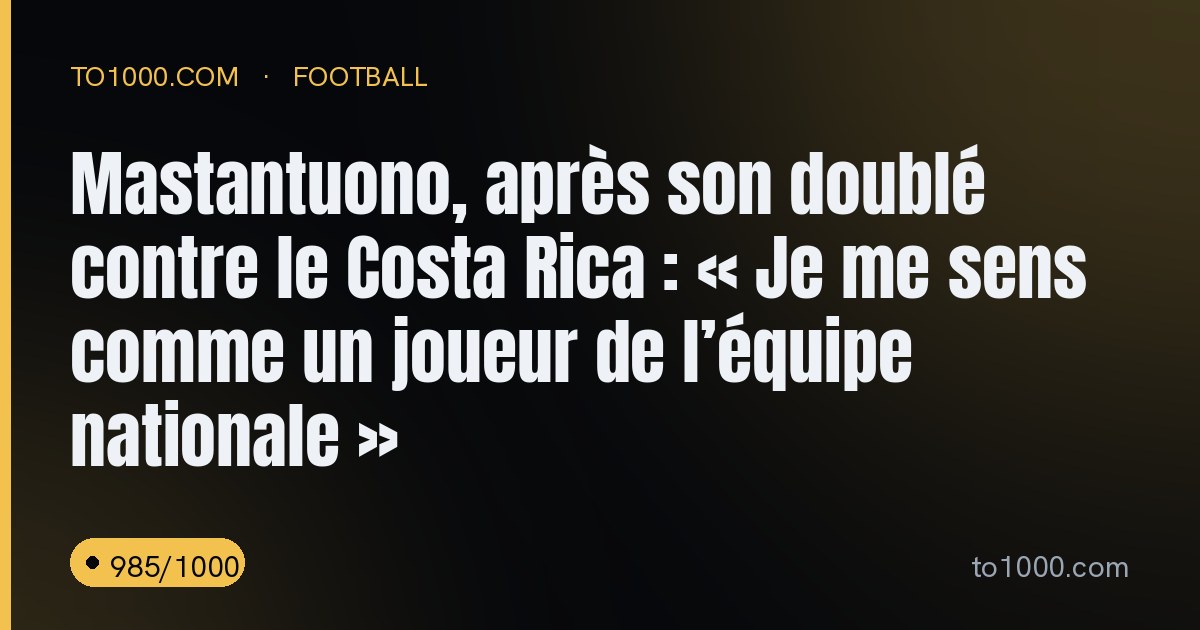 TO1000.COM · FOOTBALL
Mastantuono, après son doublé
contre le Costa Rica : « Je me sens
comme un joueur de l’équipe
nationale »
985/1000
to1000.com